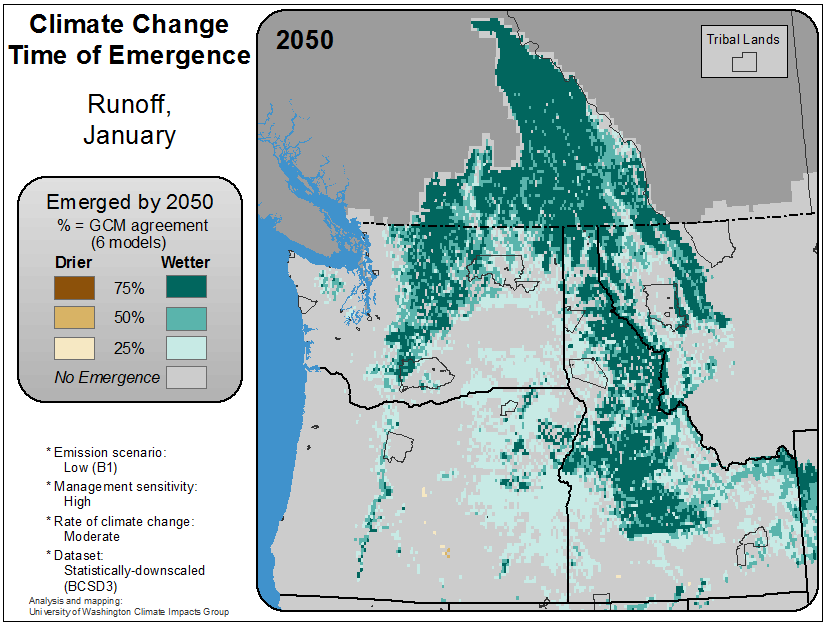 Climate Change
Time of Emergence
Runoff,
January
Emerged by 2050
% = GCM agreement
(6 models)
Drier Wetter
75%
50%
25%
No Emergence
* Emission scenario:
Low (B1)
* Management sensitivity:
High
* Rate of climate change:
Moderate
* Dataset:
Statistically-downscaled
(BCSD3)
Analysis and mapping:
University of Washington Climate Impacts Group
2050
Tribal Lands